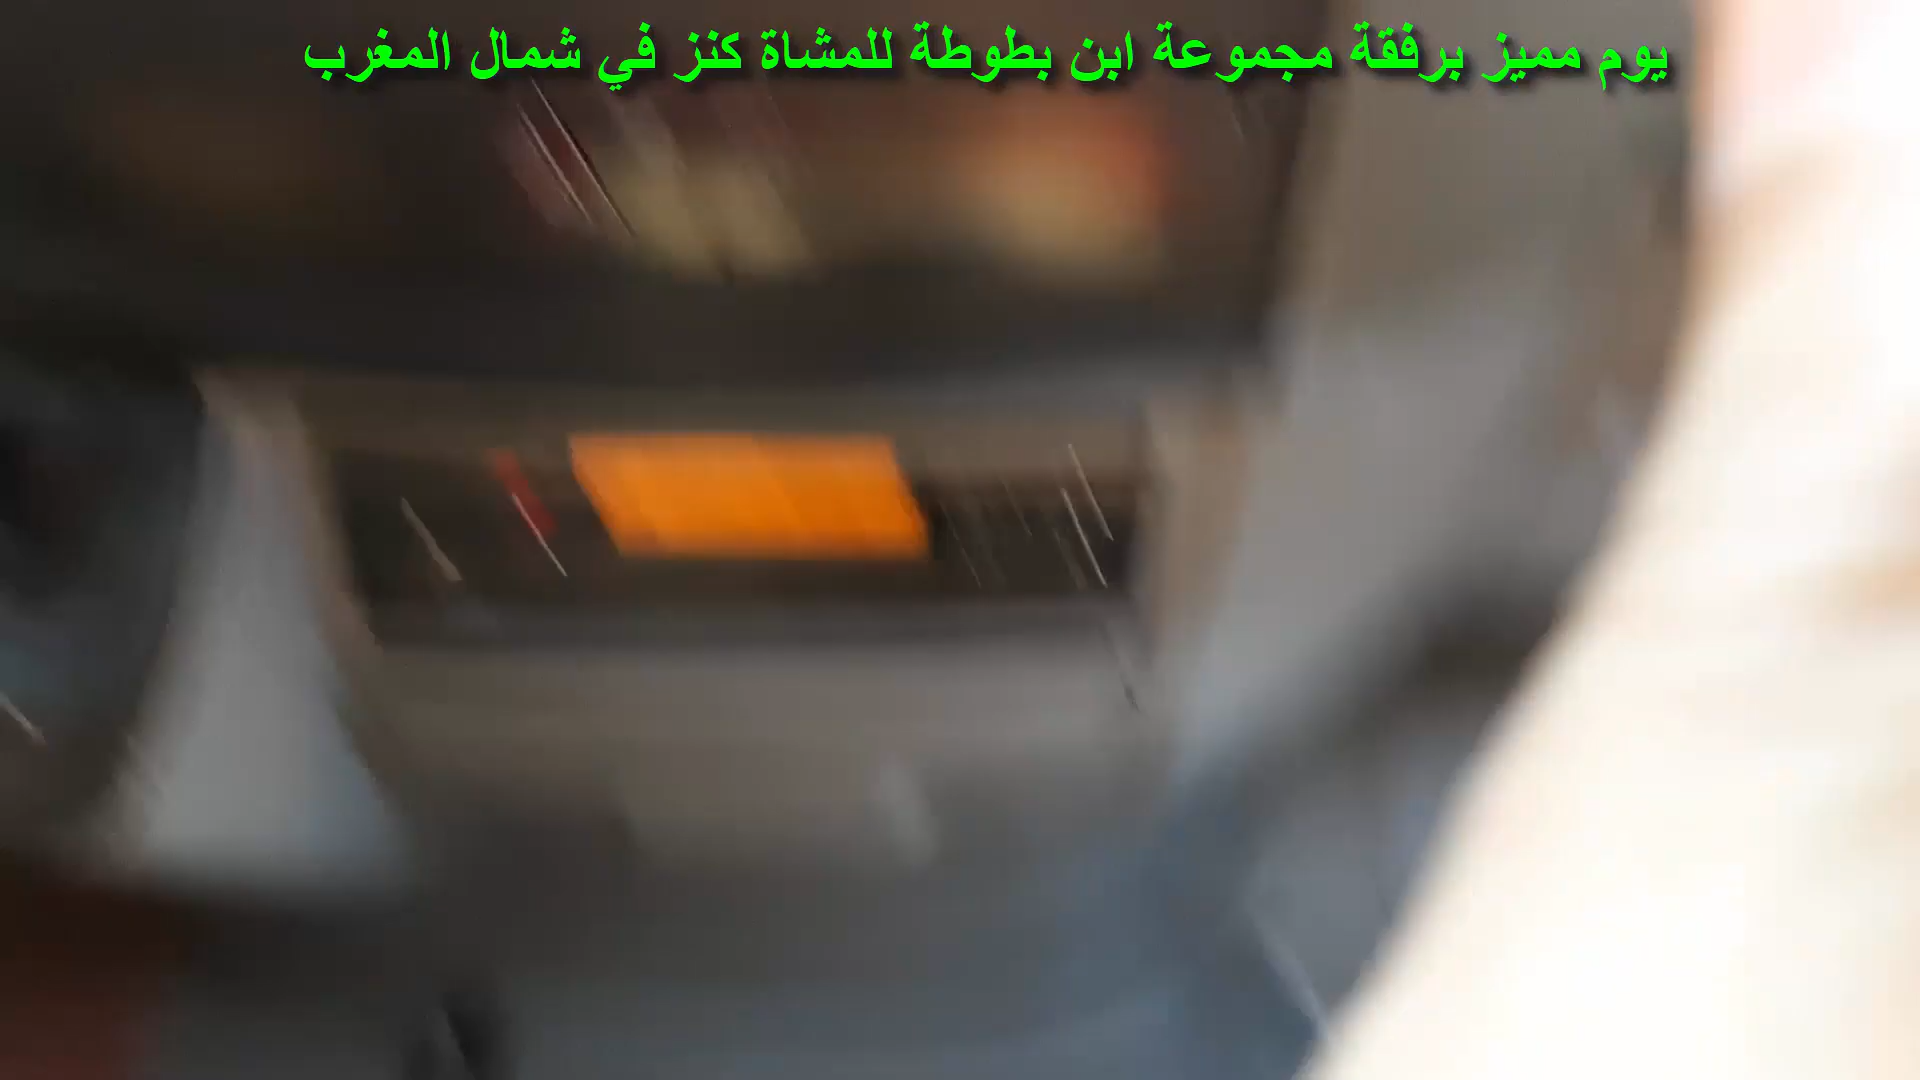 يوم مميز برفقة مجموعة ابن بطوطة للمشاة كنز في شمال المغرب